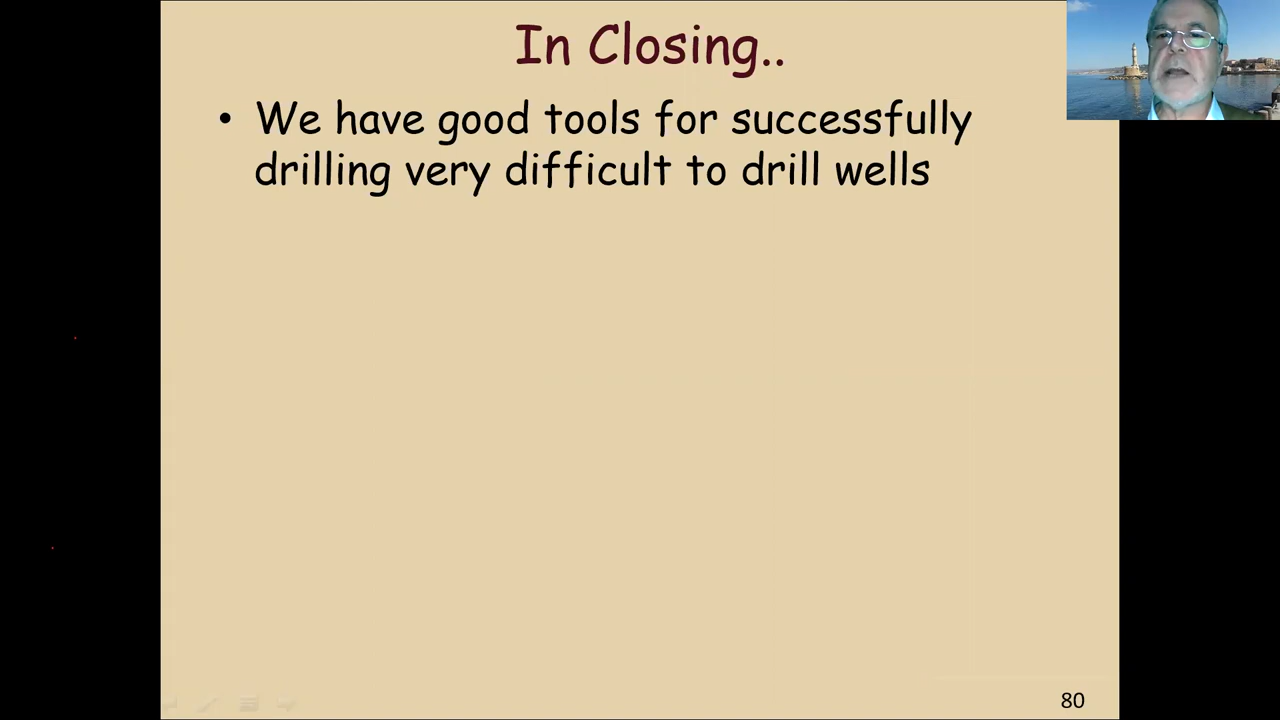 In Closing..
• We have good tools for successfully
drilling very difficult to drill wells
80